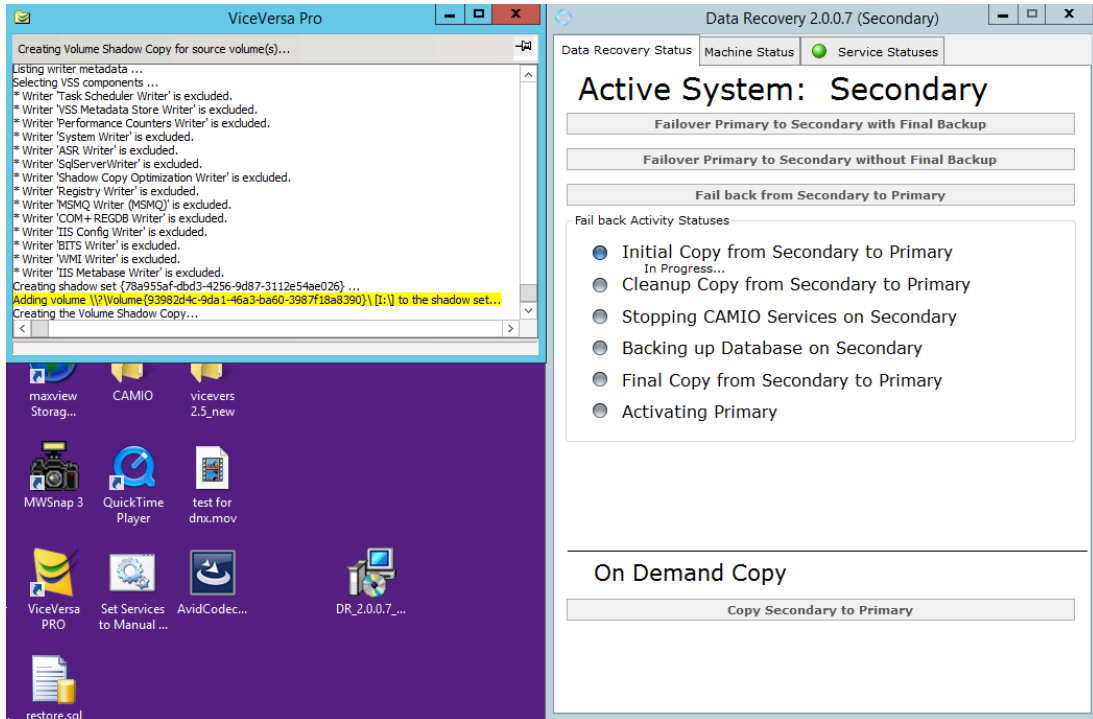 ViceVersa Pro
Creating Volume Shadow Copy for source volume(s)...
Listing writer metadata ...
Selecting VSS components ...
* Writer 'Task Scheduler Writer' is excluded.
* Writer 'VSS Metadata Store Writer' is excluded.
* Writer 'Performance Counters Writer' is excluded.
* Writer 'System Writer' is excluded.
* Writer 'ASR Writer' is excluded.
* Writer 'SqlServerWriter' is excluded.
* Writer 'Shadow Copy Optimization Writer' is excluded.
* Writer 'Registry Writer' is excluded.
* Writer 'MSMQ Writer (MSMQ)' is excluded.
* Writer 'COM+ REGDB Writer' is excluded.
* Writer 'IIS Config Writer' is excluded.
* Writer 'BITS Writer' is excluded.
* Writer 'WMI Writer' is excluded.
* Writer 'IIS Metabase Writer' is excluded.
Creating shadow set {78a955af-dbd3-4256-9d87-3112e54ae026} ...
Adding volume \\?\Volume{93982d4c-9da1-46a3-ba60-3987f18a8390}\ [I:\] to the shadow set...
Creating the Volume Shadow Copy...
maxview
Storag...
CAMIO
vicevers
2.5_new
MWSnap 3
QuickTime
Player
test for
dnx.mov
ViceVersa
PRO
Set Services
to Manual ...
AvidCodec...
DR_2.0.0.7_...
restore.sql
Data Recovery 2.0.0.7 (Secondary)
Data Recovery Status
Machine Status
Service Statuses
Active System: Secondary
Failover Primary to Secondary with Final Backup
Failover Primary to Secondary without Final Backup
Fail back from Secondary to Primary
Fail back Activity Statuses
Initial Copy from Secondary to Primary
In Progress...
Cleanup Copy from Secondary to Primary
Stopping CAMIO Services on Secondary
Backing up Database on Secondary
Final Copy from Secondary to Primary
Activating Primary
On Demand Copy
Copy Secondary to Primary